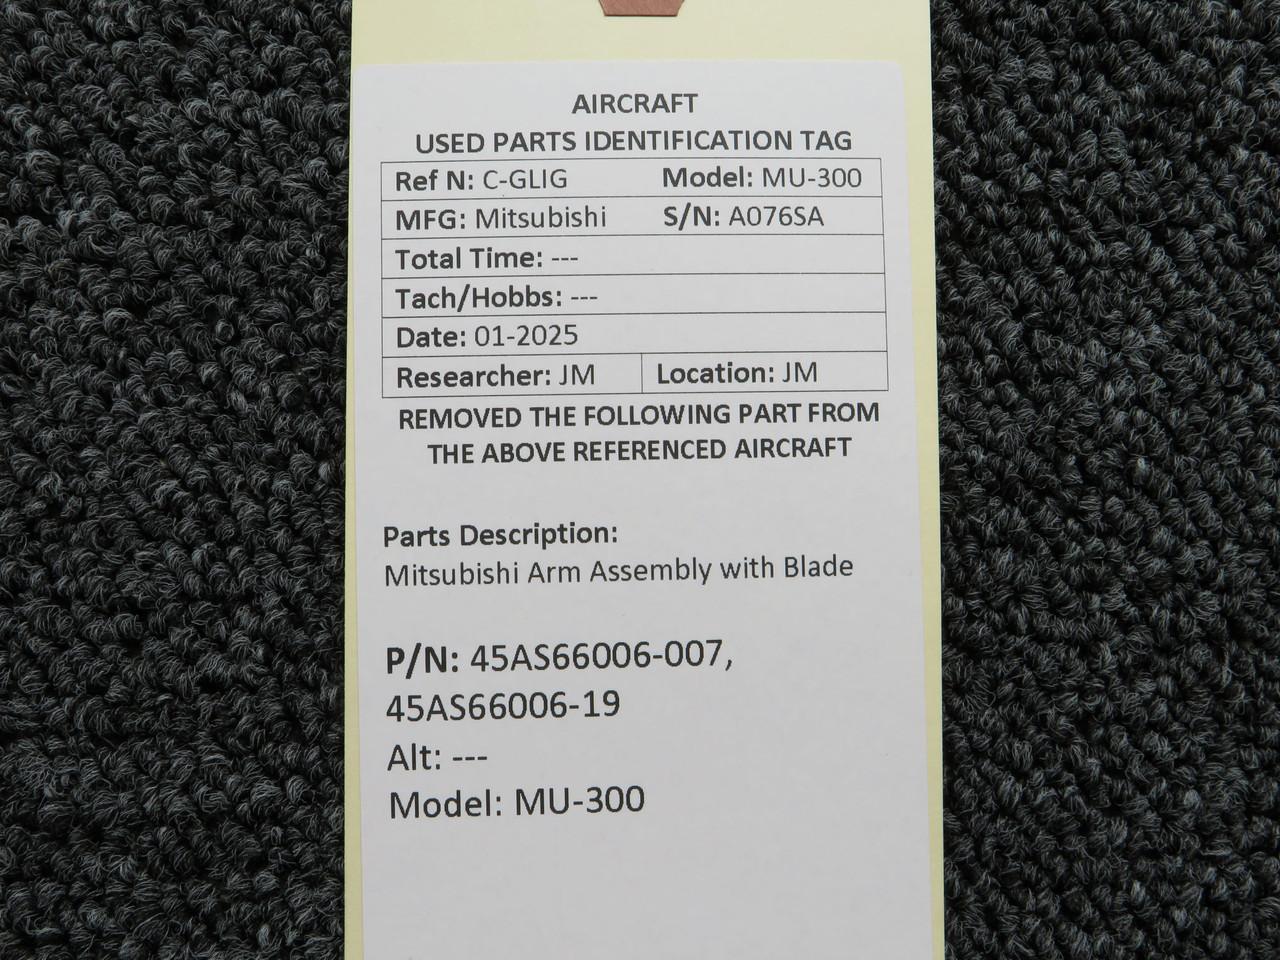 AIRCRAFT
USED PARTS IDENTIFICATION TAG
Ref N: C-GLIG Model: MU-300
MFG: Mitsubishi S/N: A076SA
Total Time: ---
Tach/Hobbs: ---
Date: 01-2025
Researcher: JM Location: JM
REMOVED THE FOLLOWING PART FROM
THE ABOVE REFERENCED AIRCRAFT
Parts Description:
Mitsubishi Arm Assembly with Blade
P/N: 45AS66006-007,
45AS66006-19
Alt: ---
Model: MU-300